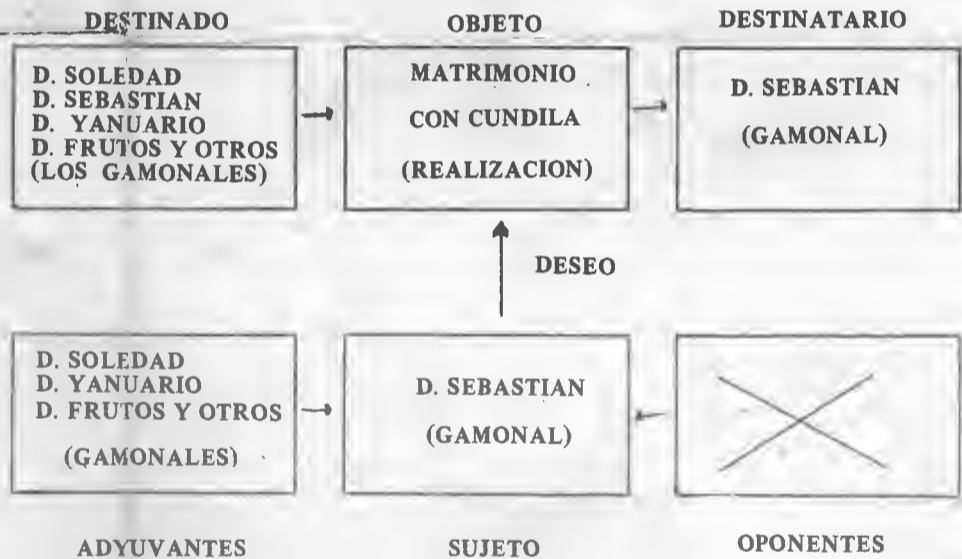 DESTINADO
OBJETO
DESTINATARIO
D. SOLEDAD
D. SEBASTIAN
D. YANUARIO
D. FRUTOS Y OTROS
(LOS GAMONALES)
MATRIMONIO
CON CUNDILA
(REALIZACION)
D. SEBASTIAN
(GAMONAL)
DESEO
D. SOLEDAD
D. YANUARIO
D. FRUTOS Y OTROS
(GAMONALES)
D. SEBASTIAN
(GAMONAL)
ADYUVANTES
SUJETO
OPONENTES